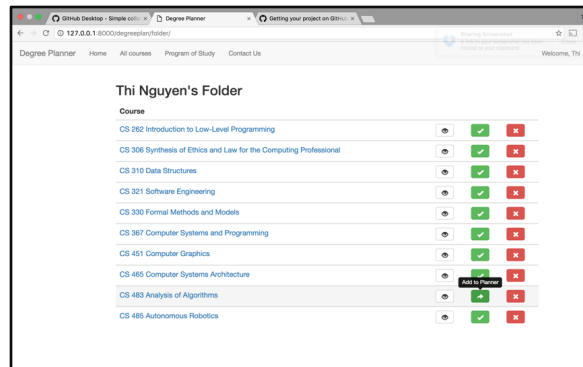 GitHub Desktop - Simple collab × Degree Planner × Getting your project on GitHub ×
127.0.0.1:8000/degreeplan/folder/
Degree Planner Home All courses Program of Study Contact Us Welcome, Thi
Thi Nguyen's Folder
Course
CS 262 Introduction to Low-Level Programming
CS 306 Synthesis of Ethics and Law for the Computing Professional
CS 310 Data Structures
CS 321 Software Engineering
CS 330 Formal Methods and Models
CS 367 Computer Systems and Programming
CS 451 Computer Graphics
CS 465 Computer Systems Architecture
Add to Planner
CS 483 Analysis of Algorithms
CS 485 Autonomous Robotics